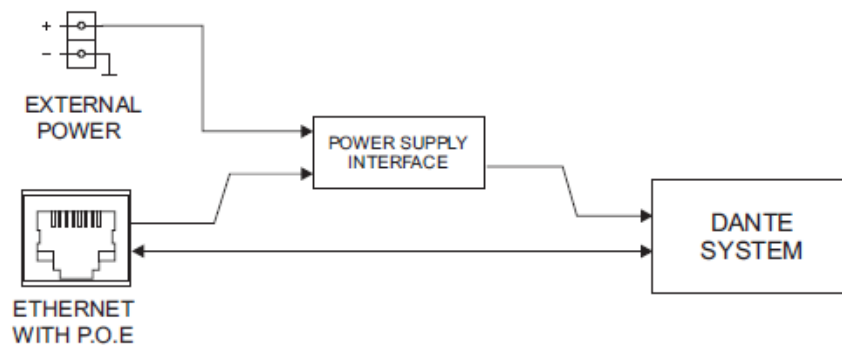 +
-
EXTERNAL
POWER
POWER SUPPLY
INTERFACE
DANTE
SYSTEM
ETHERNET
WITH P.O.E